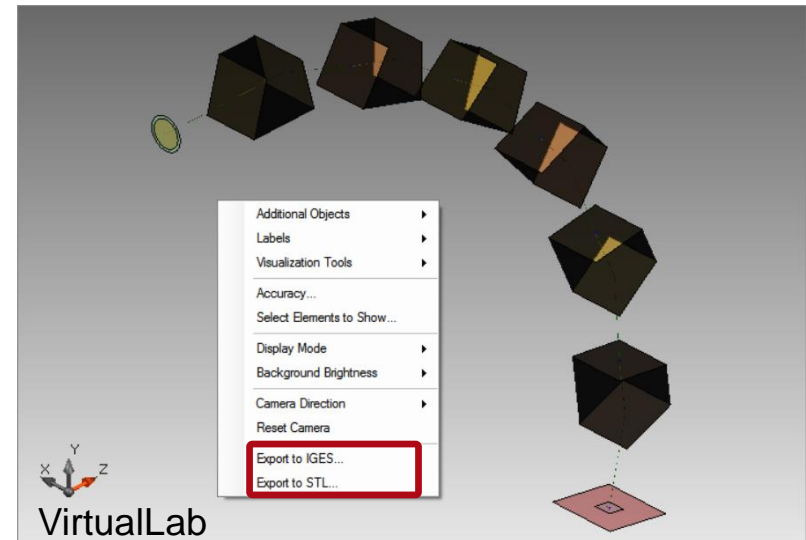 Additional Objects
Labels
Visualization Tools
Accuracy...
Select Elements to Show...
Display Mode
Background Brightness
Camera Direction
Reset Camera
Export to IGES...
Export to STL...
Y
X Z
VirtualLab